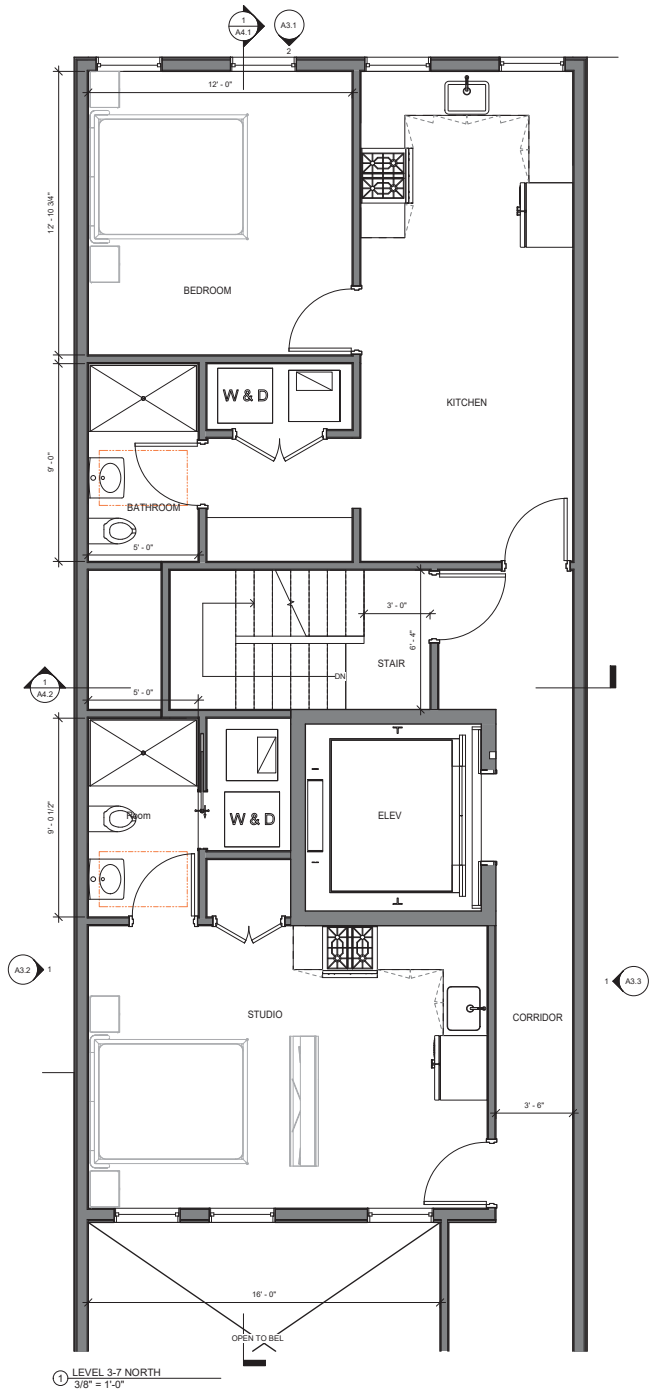 1
A4.1
A3.1
2
12' - 0"
12' - 10 3/4"
BEDROOM
W & D
KITCHEN
9' - 0"
BATHROOM
5' - 0"
3' - 0"
6' - 4"
STAIR
DN
1
A4.2
5' - 0"
9' - 0 1/2"
Room
W & D
ELEV
A3.2
1
1
A3.3
STUDIO
CORRIDOR
3' - 6"
16' - 0"
OPEN TO BEL
1
LEVEL 3-7 NORTH
3/8" = 1'-0"